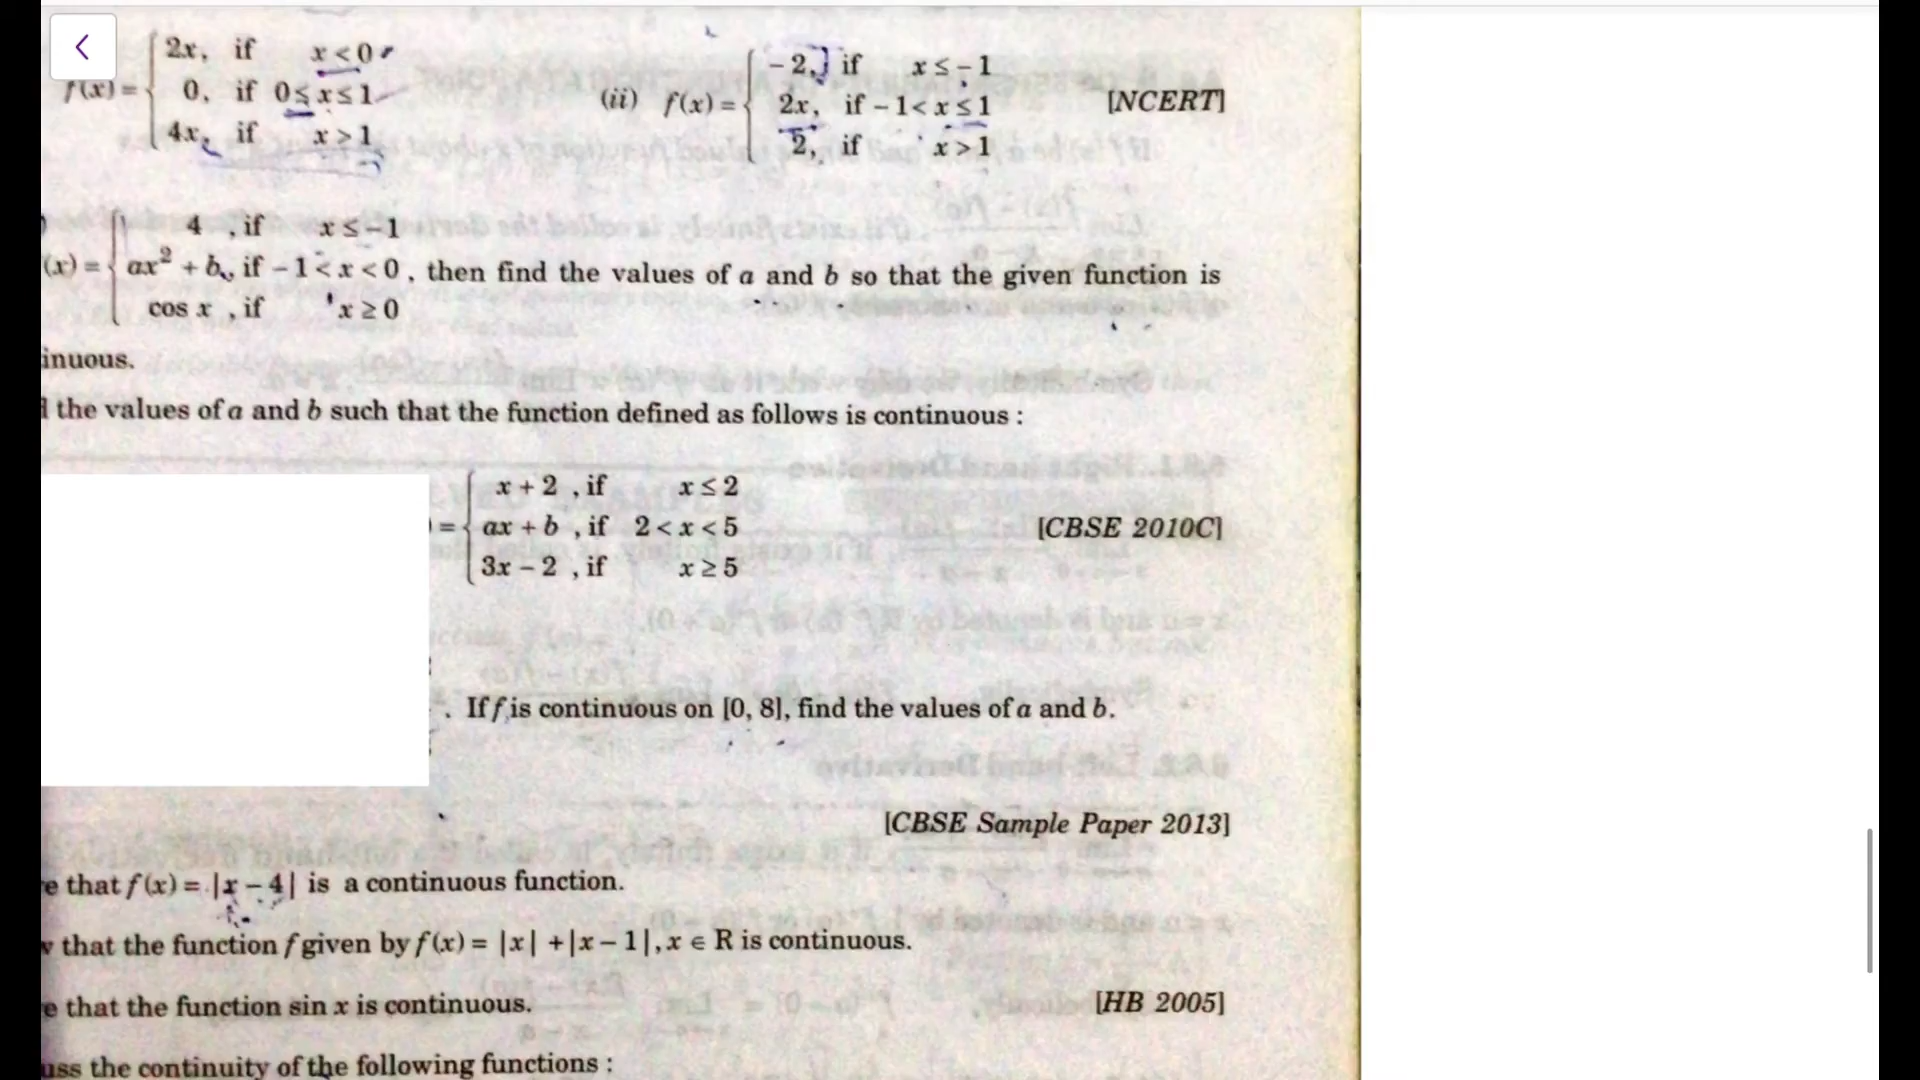 f(x) = { 2x, if x < 0
0, if 0 ≤ x ≤ 1
4x, if x > 1
(ii) f(x) = { -2, if x ≤ -1
2x, if -1 < x ≤ 1
2, if x > 1
[NCERT]
(x) = { 4 , if x ≤ -1
ax² + b, if -1 < x < 0 , then find the values of a and b so that the given function is
cos x , if x ≥ 0
inuous.
the values of a and b such that the function defined as follows is continuous :
= { x + 2 , if x ≤ 2
ax + b , if 2 < x < 5
3x - 2 , if x ≥ 5
[CBSE 2010C]
. If f is continuous on [0, 8], find the values of a and b.
[CBSE Sample Paper 2013]
e that f (x) = |x - 4| is a continuous function.
that the function f given by f (x) = |x| + |x - 1|, x ∈ R is continuous.
e that the function sin x is continuous. [HB 2005]
uss the continuity of the following functions :